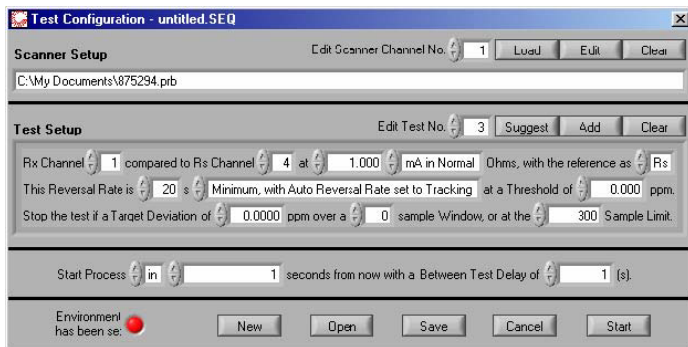 Test Configuration - untitled.SEQ
Scanner Setup Edit Scanner Channel No. 1 Load Edit Clear
C:\My Documents\875294.prb
Test Setup Edit Test No. 3 Suggest Add Clear
Rx Channel 1 compared to Rs Channel 4 at 1.000 mA in Normal Ohms, with the reference as Rs
This Reversal Rate is 20 s Minimum, with Auto Reversal Rate set to Tracking at a Threshold of 0.000 ppm.
Stop the test if a Target Deviation of 0.0000 ppm over a 0 sample Window, or at the 300 Sample Limit.
Start Process in 1 seconds from now with a Between Test Delay of 1 (s).
Environment
has been se:
New Open Save Cancel Start